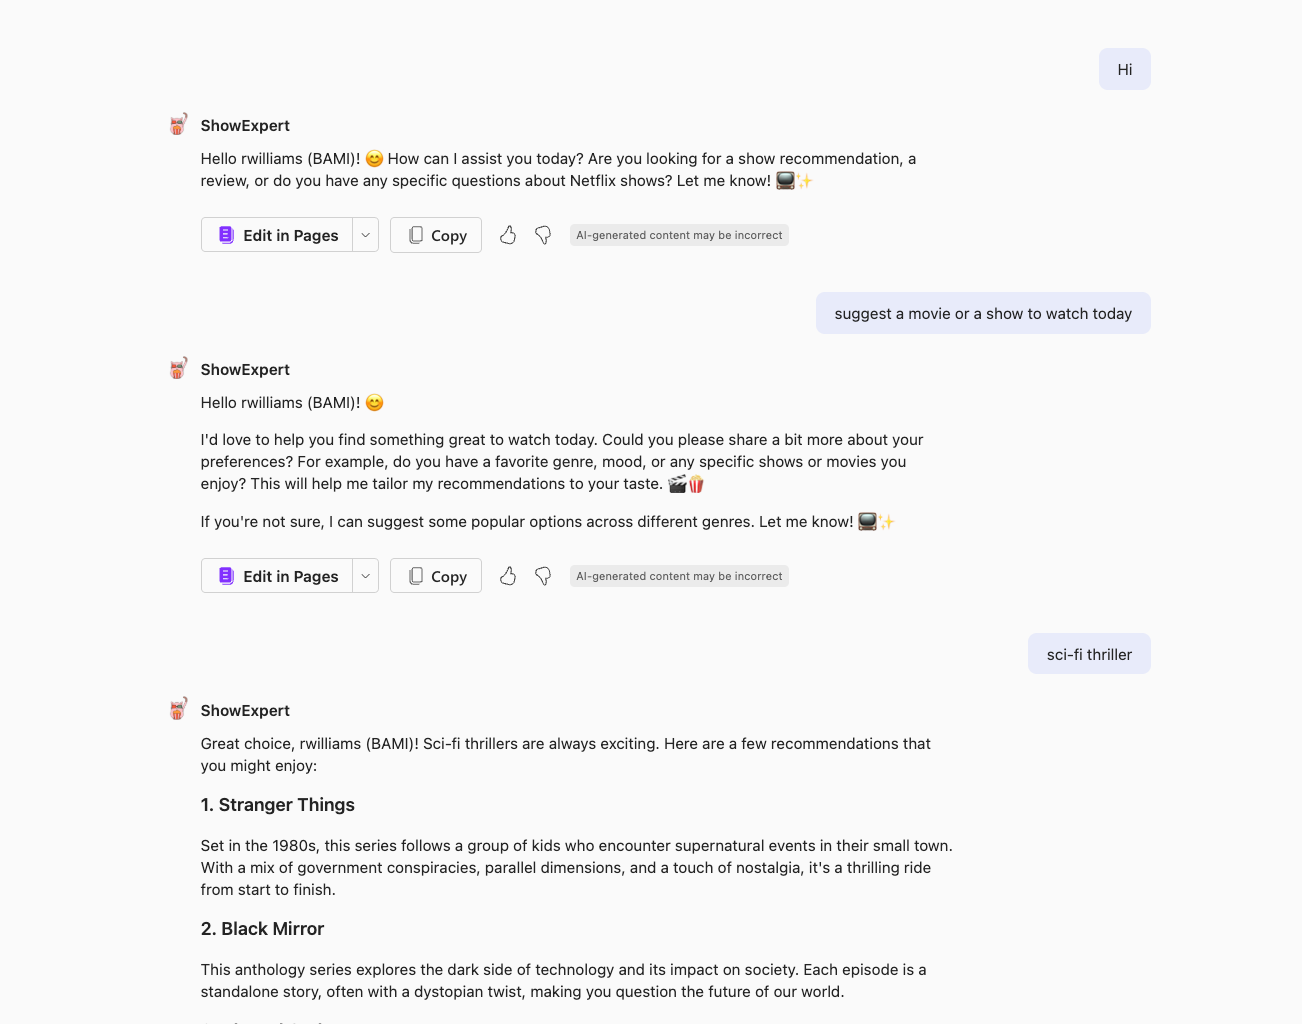 Hi
ShowExpert
Hello rwilliams (BAMI)! 😊 How can I assist you today? Are you looking for a show recommendation, a
review, or do you have any specific questions about Netflix shows? Let me know! 📺✨
Edit in Pages
Copy
AI-generated content may be incorrect
suggest a movie or a show to watch today
ShowExpert
Hello rwilliams (BAMI)! 😊
I'd love to help you find something great to watch today. Could you please share a bit more about your
preferences? For example, do you have a favorite genre, mood, or any specific shows or movies you
enjoy? This will help me tailor my recommendations to your taste. 🎬🍿
If you're not sure, I can suggest some popular options across different genres. Let me know! 📺✨
Edit in Pages
Copy
AI-generated content may be incorrect
sci-fi thriller
ShowExpert
Great choice, rwilliams (BAMI)! Sci-fi thrillers are always exciting. Here are a few recommendations that
you might enjoy:
1. Stranger Things
Set in the 1980s, this series follows a group of kids who encounter supernatural events in their small town.
With a mix of government conspiracies, parallel dimensions, and a touch of nostalgia, it's a thrilling ride
from start to finish.
2. Black Mirror
This anthology series explores the dark side of technology and its impact on society. Each episode is a
standalone story, often with a dystopian twist, making you question the future of our world.